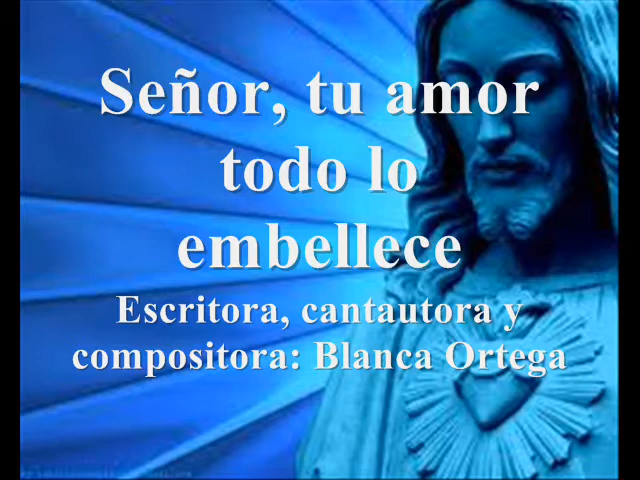 Señor, tu amor
todo lo
embellece
Escritora, cantautora y
compositora: Blanca Ortega